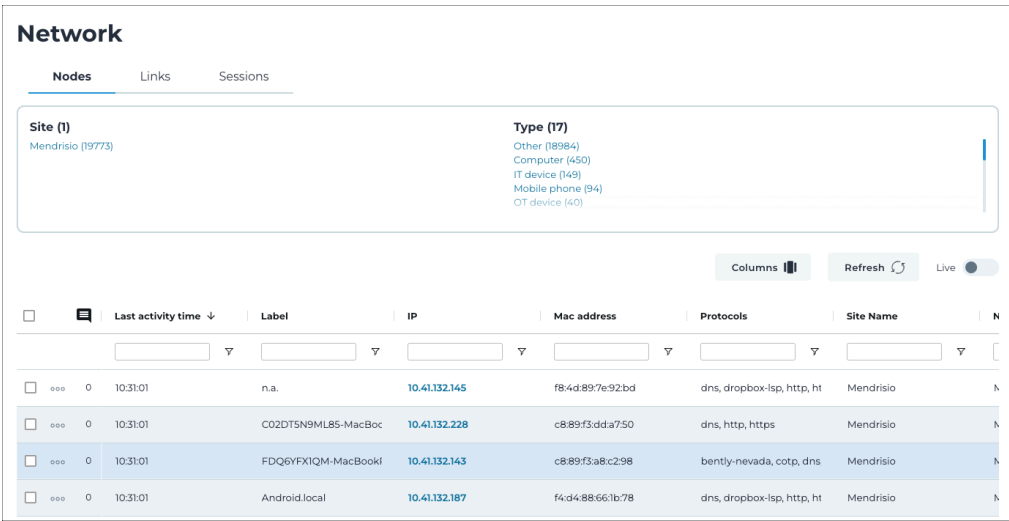 Network
Nodes Links Sessions
Site (1) Type (17)
Mendrisio (19773) Other (18984)
Computer (450)
IT device (149)
Mobile phone (94)
OT device (40)
Columns Refresh Live
Last activity time Label IP Mac address Protocols Site Name N
0 10:31:01 n.a. 10.41.132.145 f8:4d:89:7e:92:bd dns, dropbox-lsp, http, ht Mendrisio
0 10:31:01 C02DT5N9ML85-MacBoc 10.41.132.228 c8:89:f3:dd:a7:50 dns, http, https Mendrisio
0 10:31:01 FDQ6YFX1QM-MacBook 10.41.132.143 c8:89:f3:a8:c2:98 bently-nevada, cotp, dns Mendrisio
0 10:31:01 Android.local 10.41.132.187 f4:d4:88:66:1b:78 dns, dropbox-lsp, http, ht Mendrisio